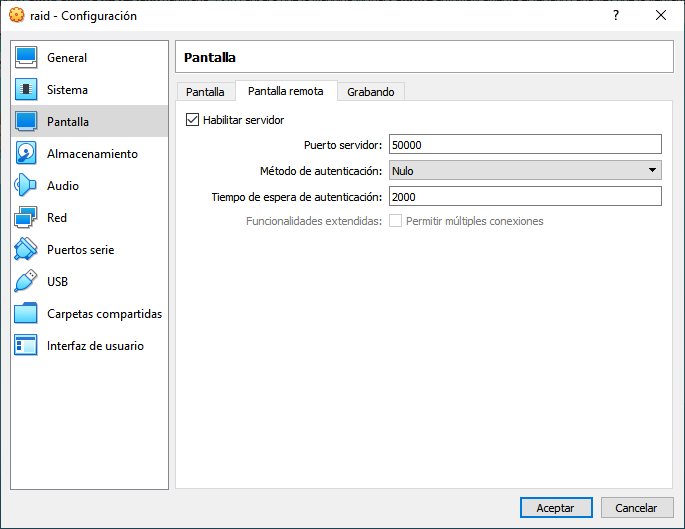 raid - Configuración
?
General
Sistema
Pantalla
Almacenamiento
Audio
Red
Puertos serie
USB
Carpetas compartidas
Interfaz de usuario
Pantalla
Pantalla Pantalla remota Grabando
Habilitar servidor
Puerto servidor: 50000
Método de autenticación: Nulo
Tiempo de espera de autenticación: 2000
Funcionalidades extendidas: Permitir múltiples conexiones
Aceptar Cancelar